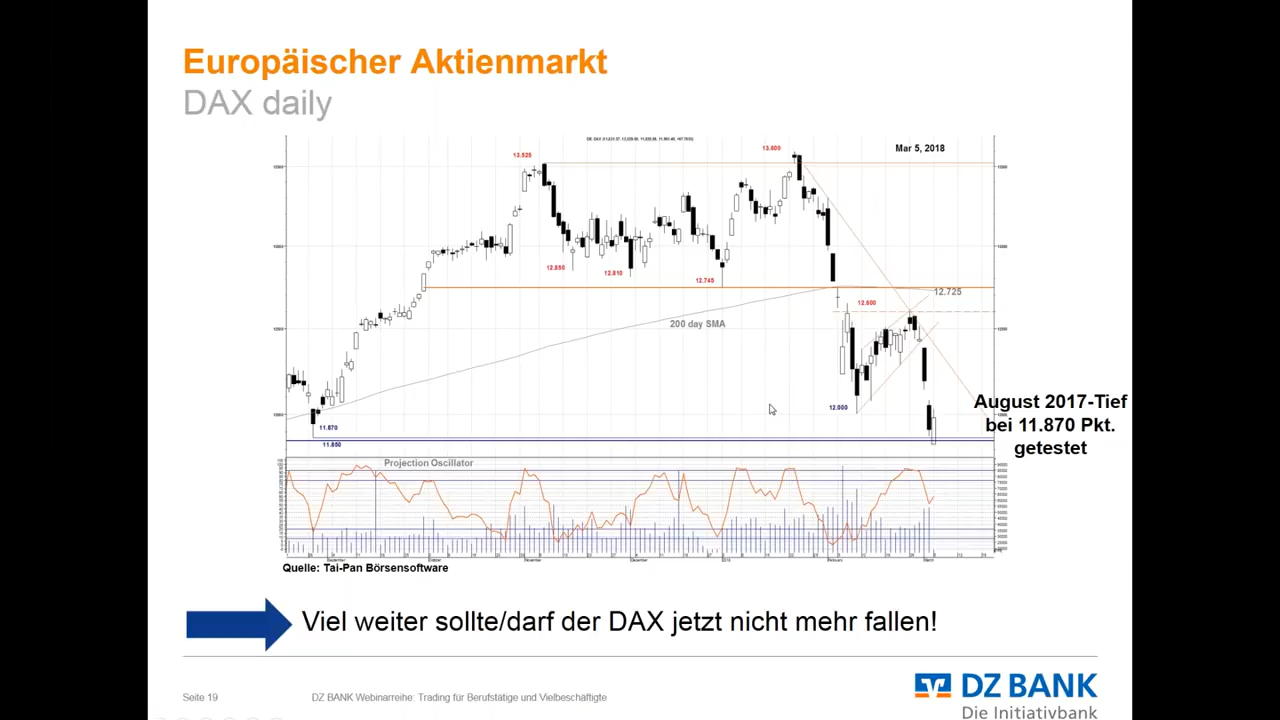 Europäischer Aktienmarkt
DAX daily
Mar 5, 2018
13.525
13.600
12.850
12.810
12.745
12.725
12.600
200 day SMA
12.000
August 2017-Tief
bei 11.870 Pkt.
getestet
11.870
11.850
Projection Oscillator
Quelle: Tai-Pan Börsensoftware
Viel weiter sollte/darf der DAX jetzt nicht mehr fallen!
Seite 19
DZ BANK Webinarreihe: Trading für Berufstätige und Vielbeschäftigte
DZ BANK
Die Initiativbank